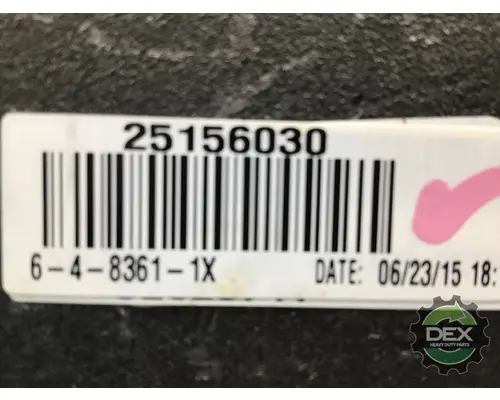 25156030
6-4-8361-1X DATE: 06/23/15 18:
DEX
HEAVY DUTY PARTS